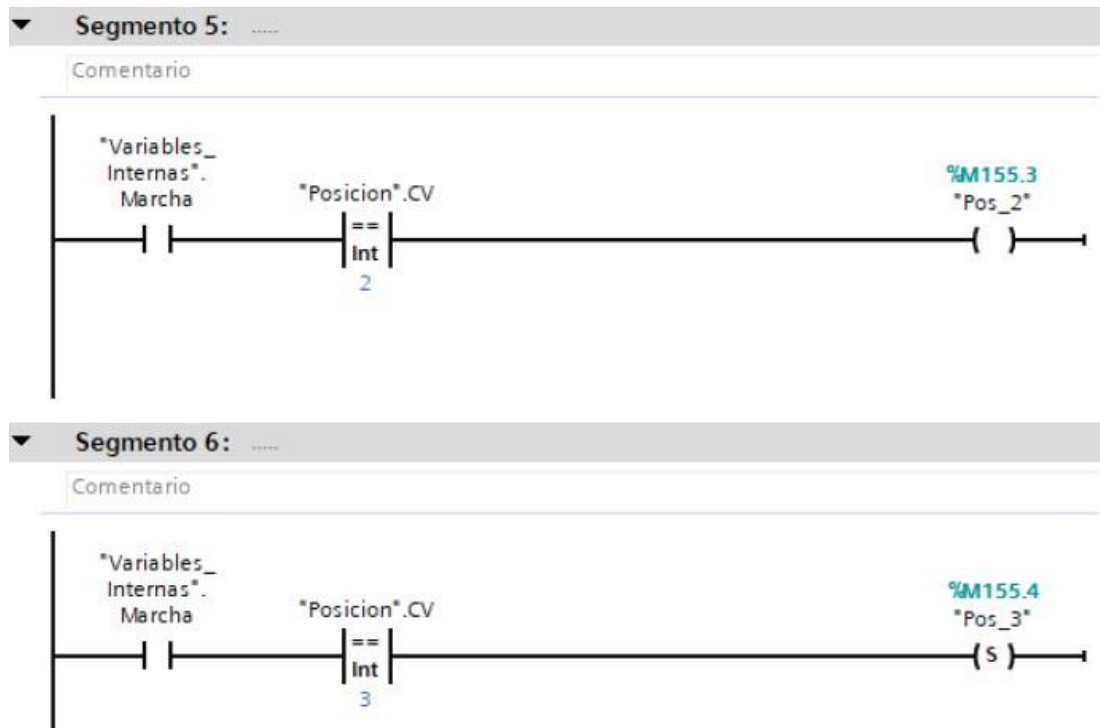 Segmento 5: .....
Comentario
"Variables_
Internas".
Marcha
"Posicion".CV
==
Int
2
%M155.3
"Pos_2"
( )
Segmento 6: .....
Comentario
"Variables_
Internas".
Marcha
"Posicion".CV
==
Int
3
%M155.4
"Pos_3"
( S )